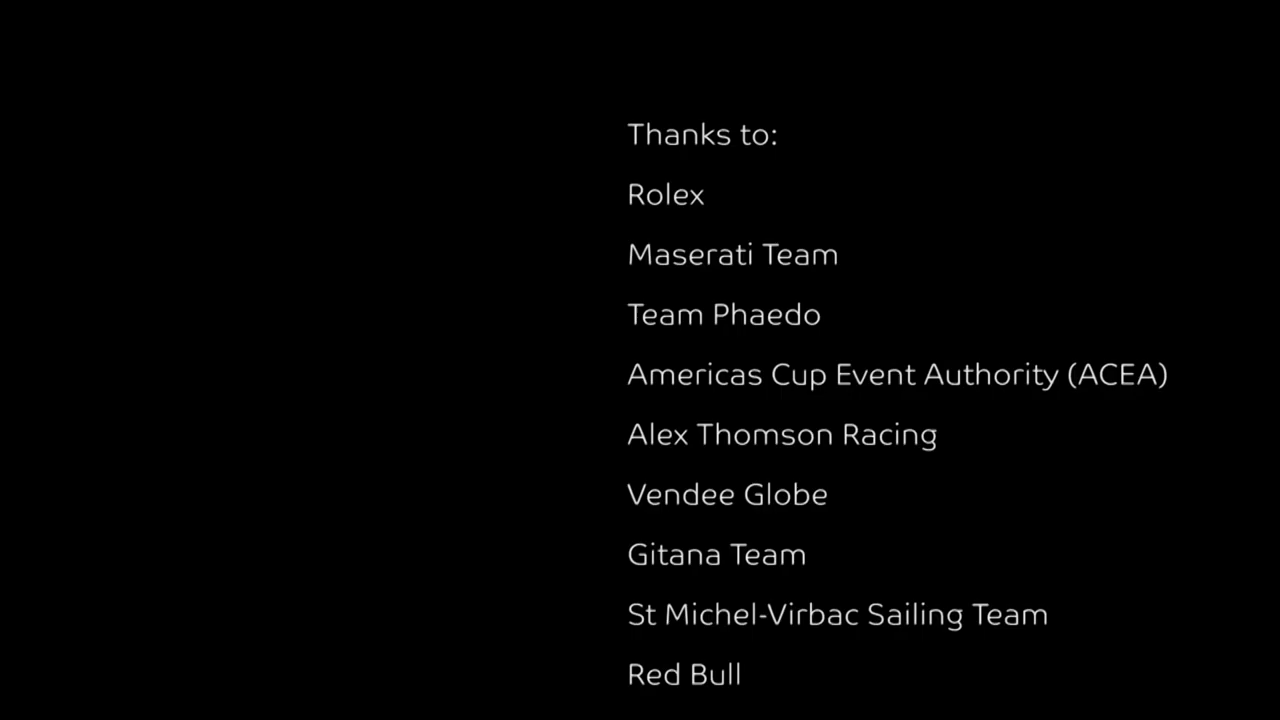 Thanks to:
Rolex
Maserati Team
Team Phaedo
Americas Cup Event Authority (ACEA)
Alex Thomson Racing
Vendee Globe
Gitana Team
St Michel-Virbac Sailing Team
Red Bull